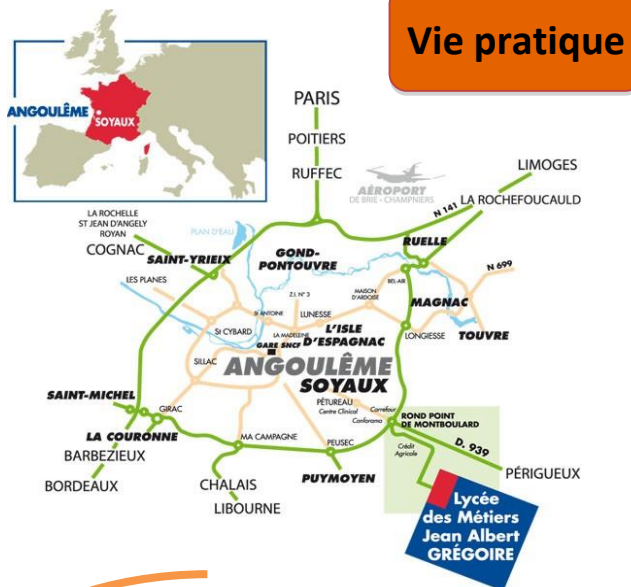 Vie pratique
ANGOULÊME
SOYAUX
PARIS
POITIERS
RUFFEC
AÉROPORT
DE BRIE - CHAMPNIERS
LIMOGES
LA ROCHEFOUCAULD
N 141
LA ROCHELLE
ST JEAN D'ANGELY
ROYAN
COGNAC
PLAN D'EAU
SAINT-YRIEIX
GOND-
PONTOUVRE
RUELLE
N 699
LES PLANES
BEL-AIR
MAISON
D'ARDOISE
Z.I. N° 3
MAGNAC
St ANTOINE
LUNESSE
St CYBARD
LA MADELEINE
L'ISLE
D'ESPAGNAC
LONGIESSE
TOUVRE
GARE SNCF
SILLAC
ANGOULÊME
SOYAUX
SAINT-MICHEL
GIRAC
PÉTUREAU
Centre Clinical
Carrefour
Conforama
ROND POINT
DE MONTBOULARD
LA COURONNE
MA CAMPAGNE
PEUSEC
Crédit
Agricole
D. 939
BARBEZIEUX
BORDEAUX
CHALAIS
LIBOURNE
PUYMOYEN
PÉRIGUEUX
Lycée
des Métiers
Jean Albert
GRÉGOIRE